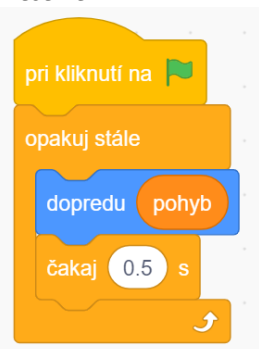 pri kliknutí na
opakuj stále
dopredu pohyb
čakaj 0.5 s